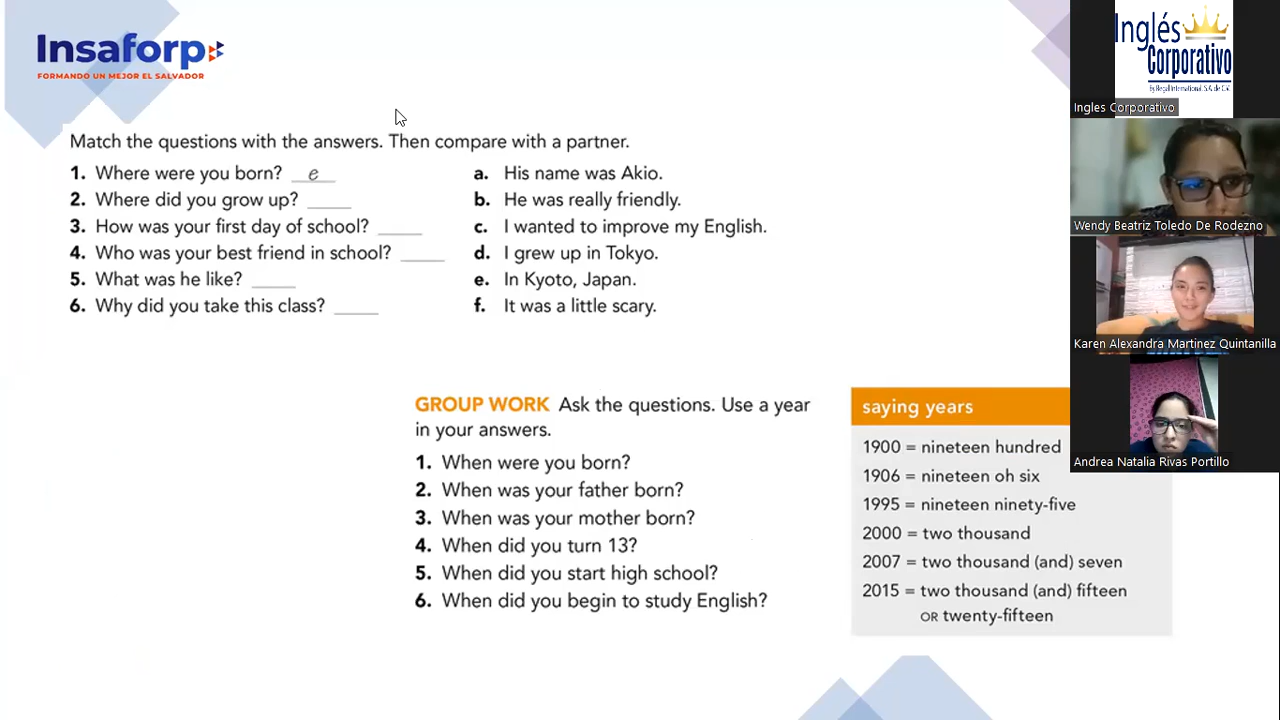 Insaforp
FORMANDO UN MEJOR EL SALVADOR
Match the questions with the answers. Then compare with a partner.
1. Where were you born? e
2. Where did you grow up?
3. How was your first day of school?
4. Who was your best friend in school?
5. What was he like?
6. Why did you take this class?
a. His name was Akio.
b. He was really friendly.
c. I wanted to improve my English.
d. I grew up in Tokyo.
e. In Kyoto, Japan.
f. It was a little scary.
GROUP WORK Ask the questions. Use a year
in your answers.
1. When were you born?
2. When was your father born?
3. When was your mother born?
4. When did you turn 13?
5. When did you start high school?
6. When did you begin to study English?
saying years
1900 = nineteen hundred
1906 = nineteen oh six
1995 = nineteen ninety-five
2000 = two thousand
2007 = two thousand (and) seven
2015 = two thousand (and) fifteen
OR twenty-fifteen
Inglés
Corporativo
By Regal International, S.A. de C.V.
Ingles Corporativo
Wendy Beatriz Toledo De Rodezno
Karen Alexandra Martinez Quintanilla
Andrea Natalia Rivas Portillo